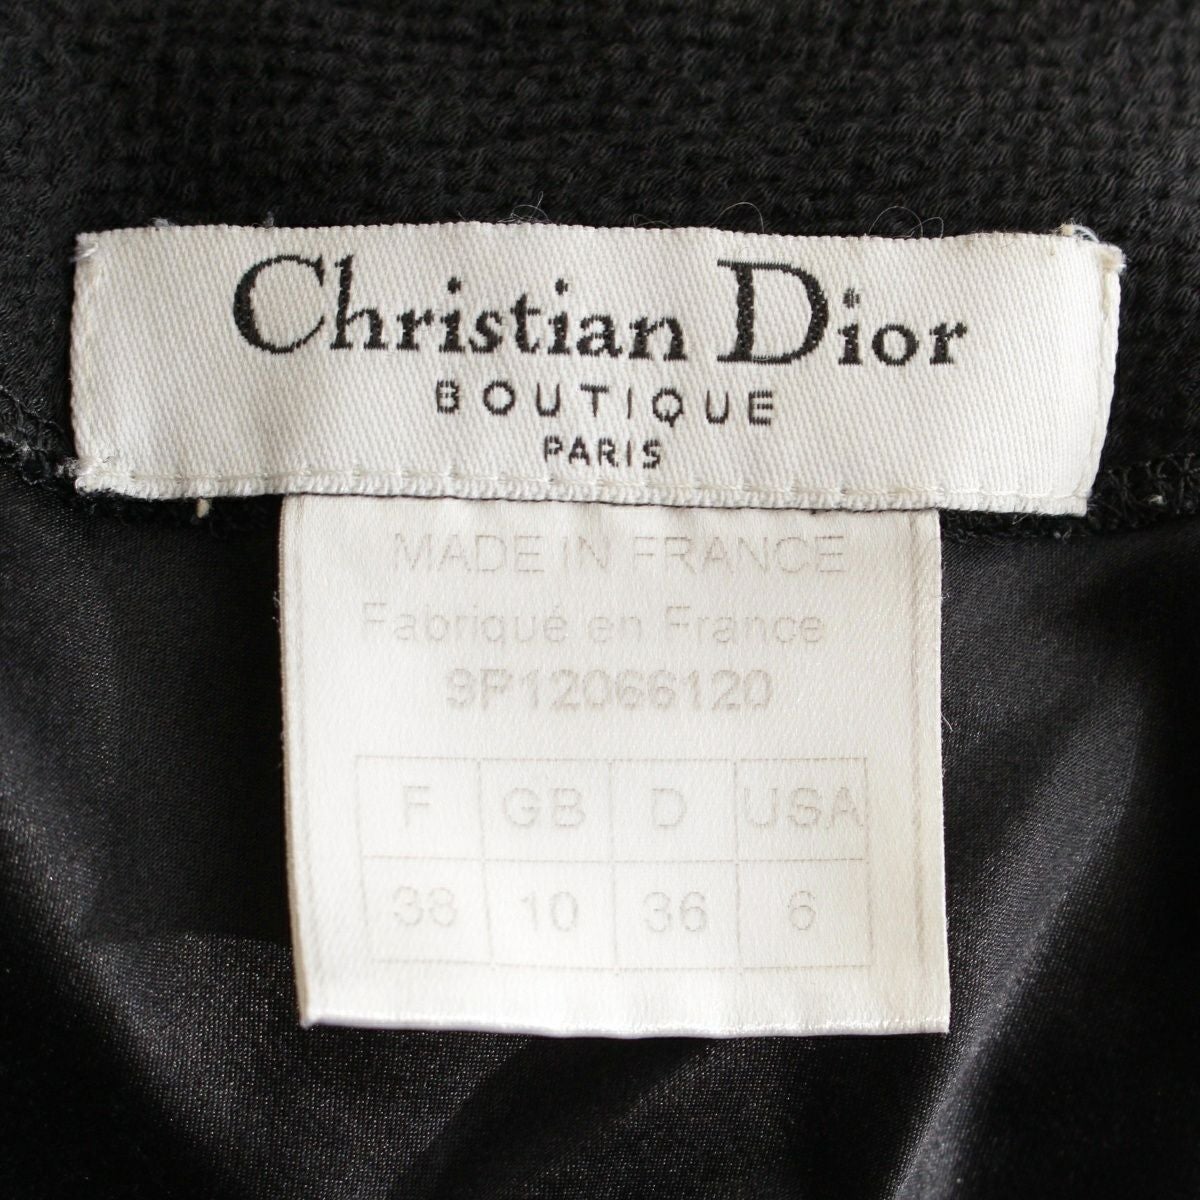 Christian Dior
BOUTIQUE
PARIS
MADE IN FRANCE
Fabriqué en France
9P12066120
F GB D USA
38 10 36 6